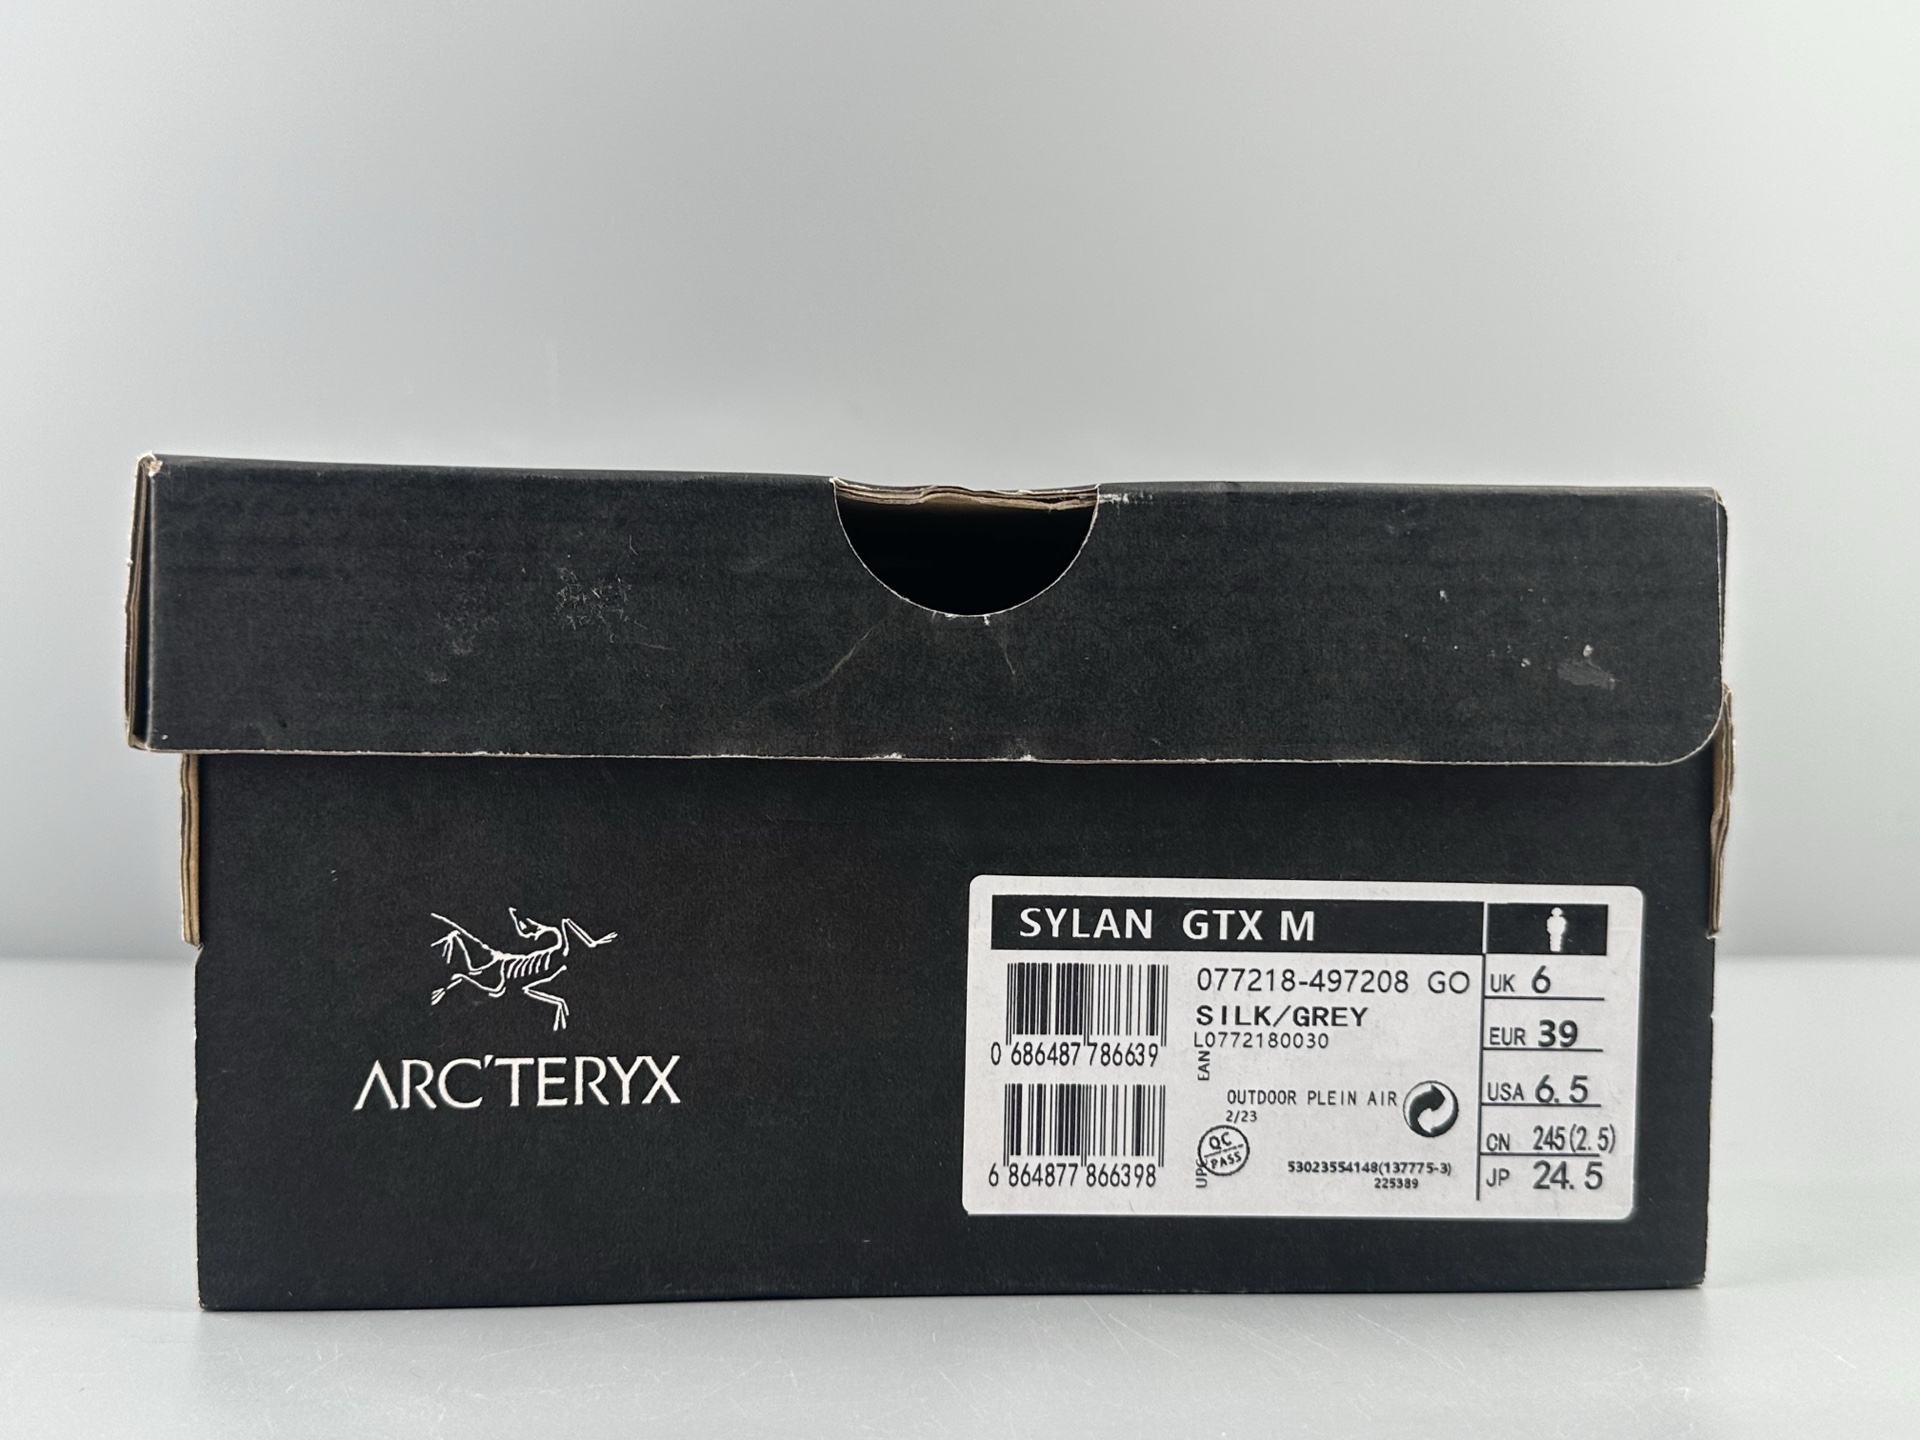 ARC'TERYX
SYLAN GTX M
077218-497208 GO
SILK/GREY
L0772180030
0 686487 786639
EAN
OUTDOOR PLEIN AIR
2/23
QC
PASS
6 864877 866398
UPC
53023554148(137775-3)
225389
UK 6
EUR 39
USA 6.5
CN 245(2.5)
JP 24.5